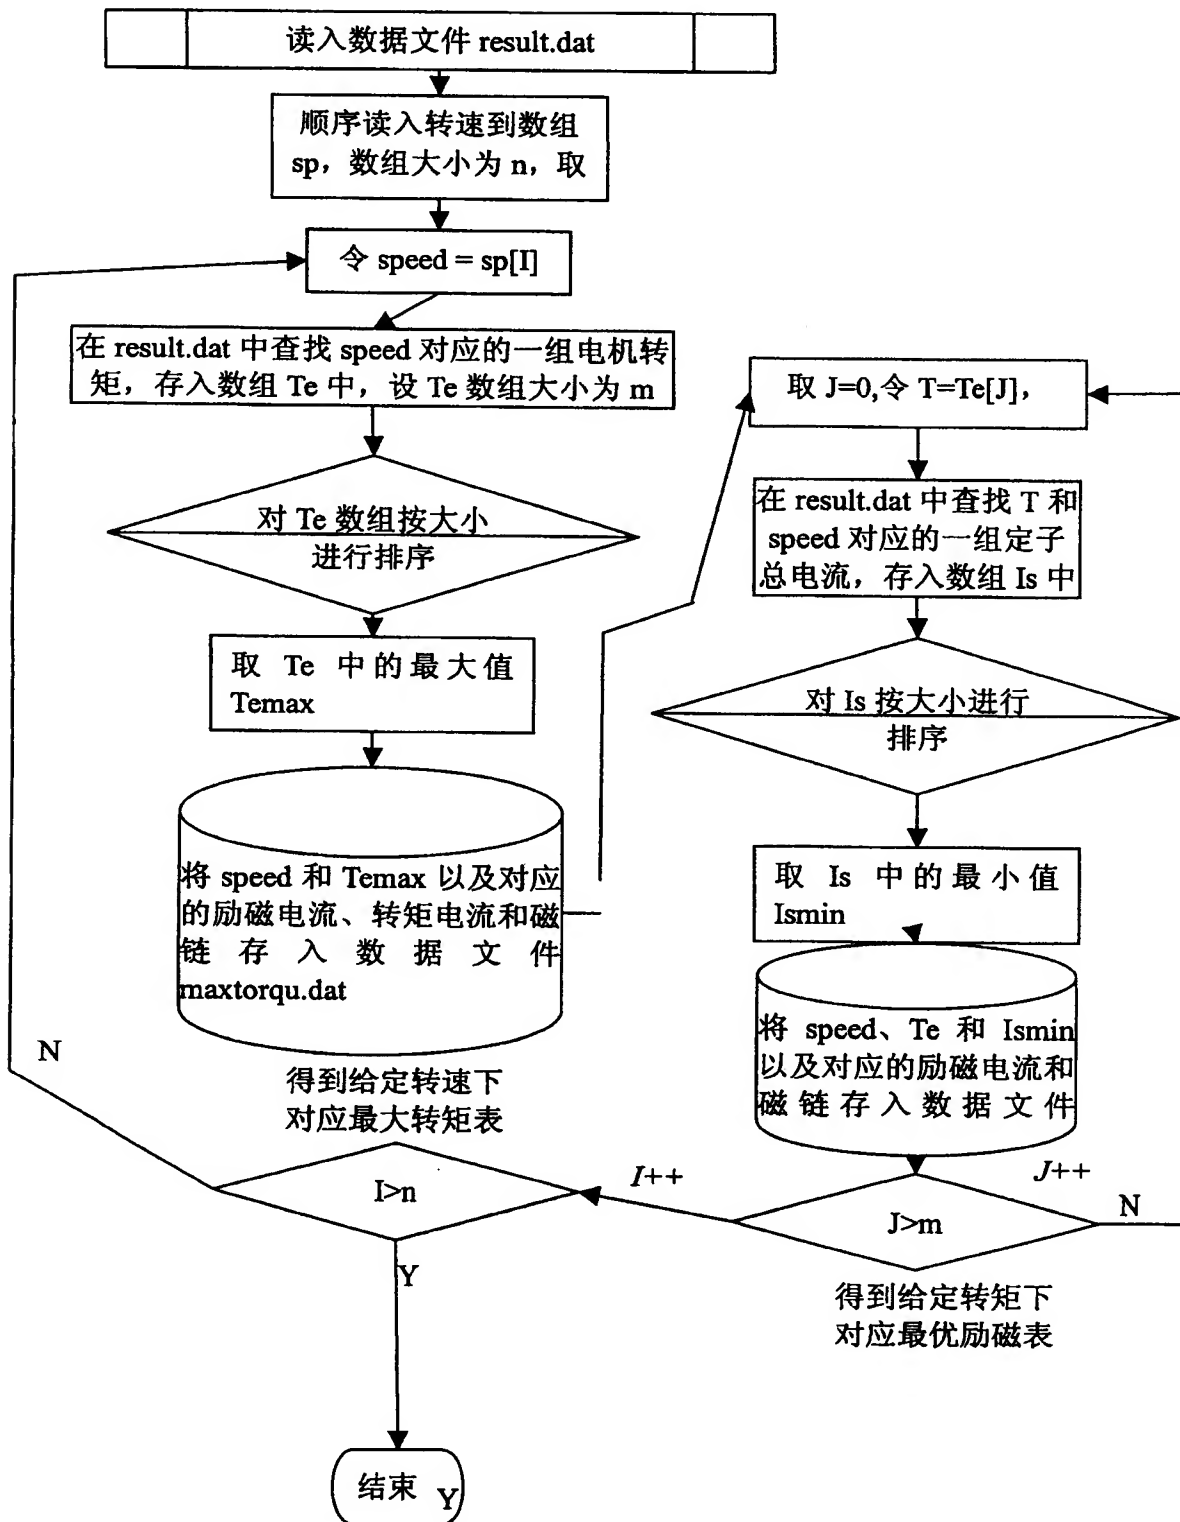 读入数据文件 result.dat
顺序读入转速到数组
sp，数组大小为 n，取
令 speed = sp[I]
在 result.dat 中查找 speed 对应的一组电机转
矩，存入数组 Te 中，设 Te 数组大小为 m
对 Te 数组按大小
进行排序
取 Te 中的最大值
Temax
将 speed 和 Temax 以及对应
的励磁电流、转矩电流和磁
链存入数据文件
maxtorqu.dat
得到给定转速下
对应最大转矩表
N
I>n
Y
结束
Y
取 J=0,令 T=Te[J]，
在 result.dat 中查找 T 和
speed 对应的一组定子
总电流，存入数组 Is 中
对 Is 按大小进行
排序
取 Is 中的最小值
Ismin
将 speed、Te 和 Ismin
以及对应的励磁电流和
磁链存入数据文件
I++
J++
J>m
N
得到给定转矩下
对应最优励磁表